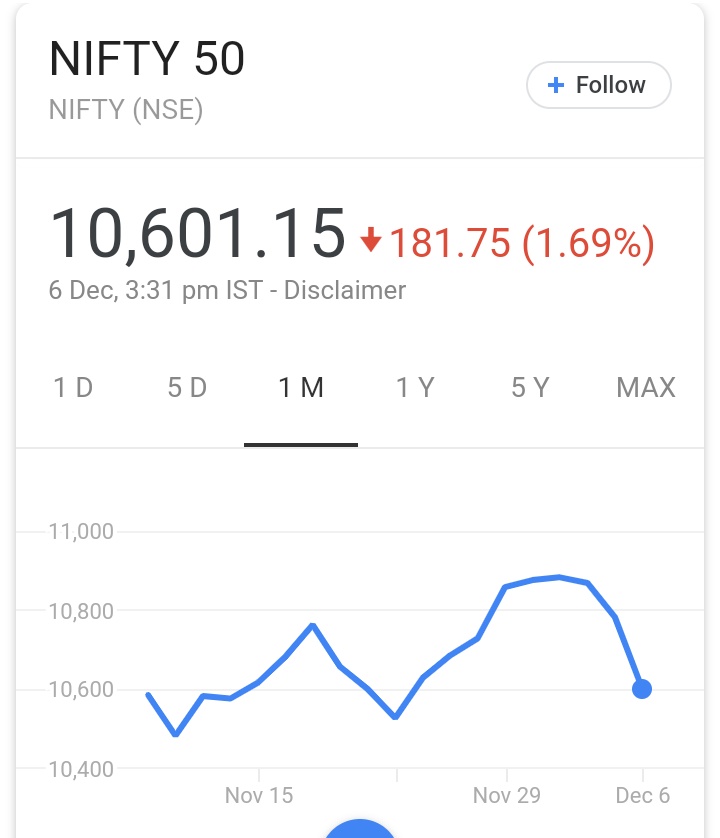 NIFTY 50
NIFTY (NSE)
+ Follow
10,601.15 ↓181.75 (1.69%)
6 Dec, 3:31 pm IST - Disclaimer
1 D 5 D 1 M 1 Y 5 Y MAX
11,000
10,800
10,600
10,400
Nov 15 Nov 29 Dec 6